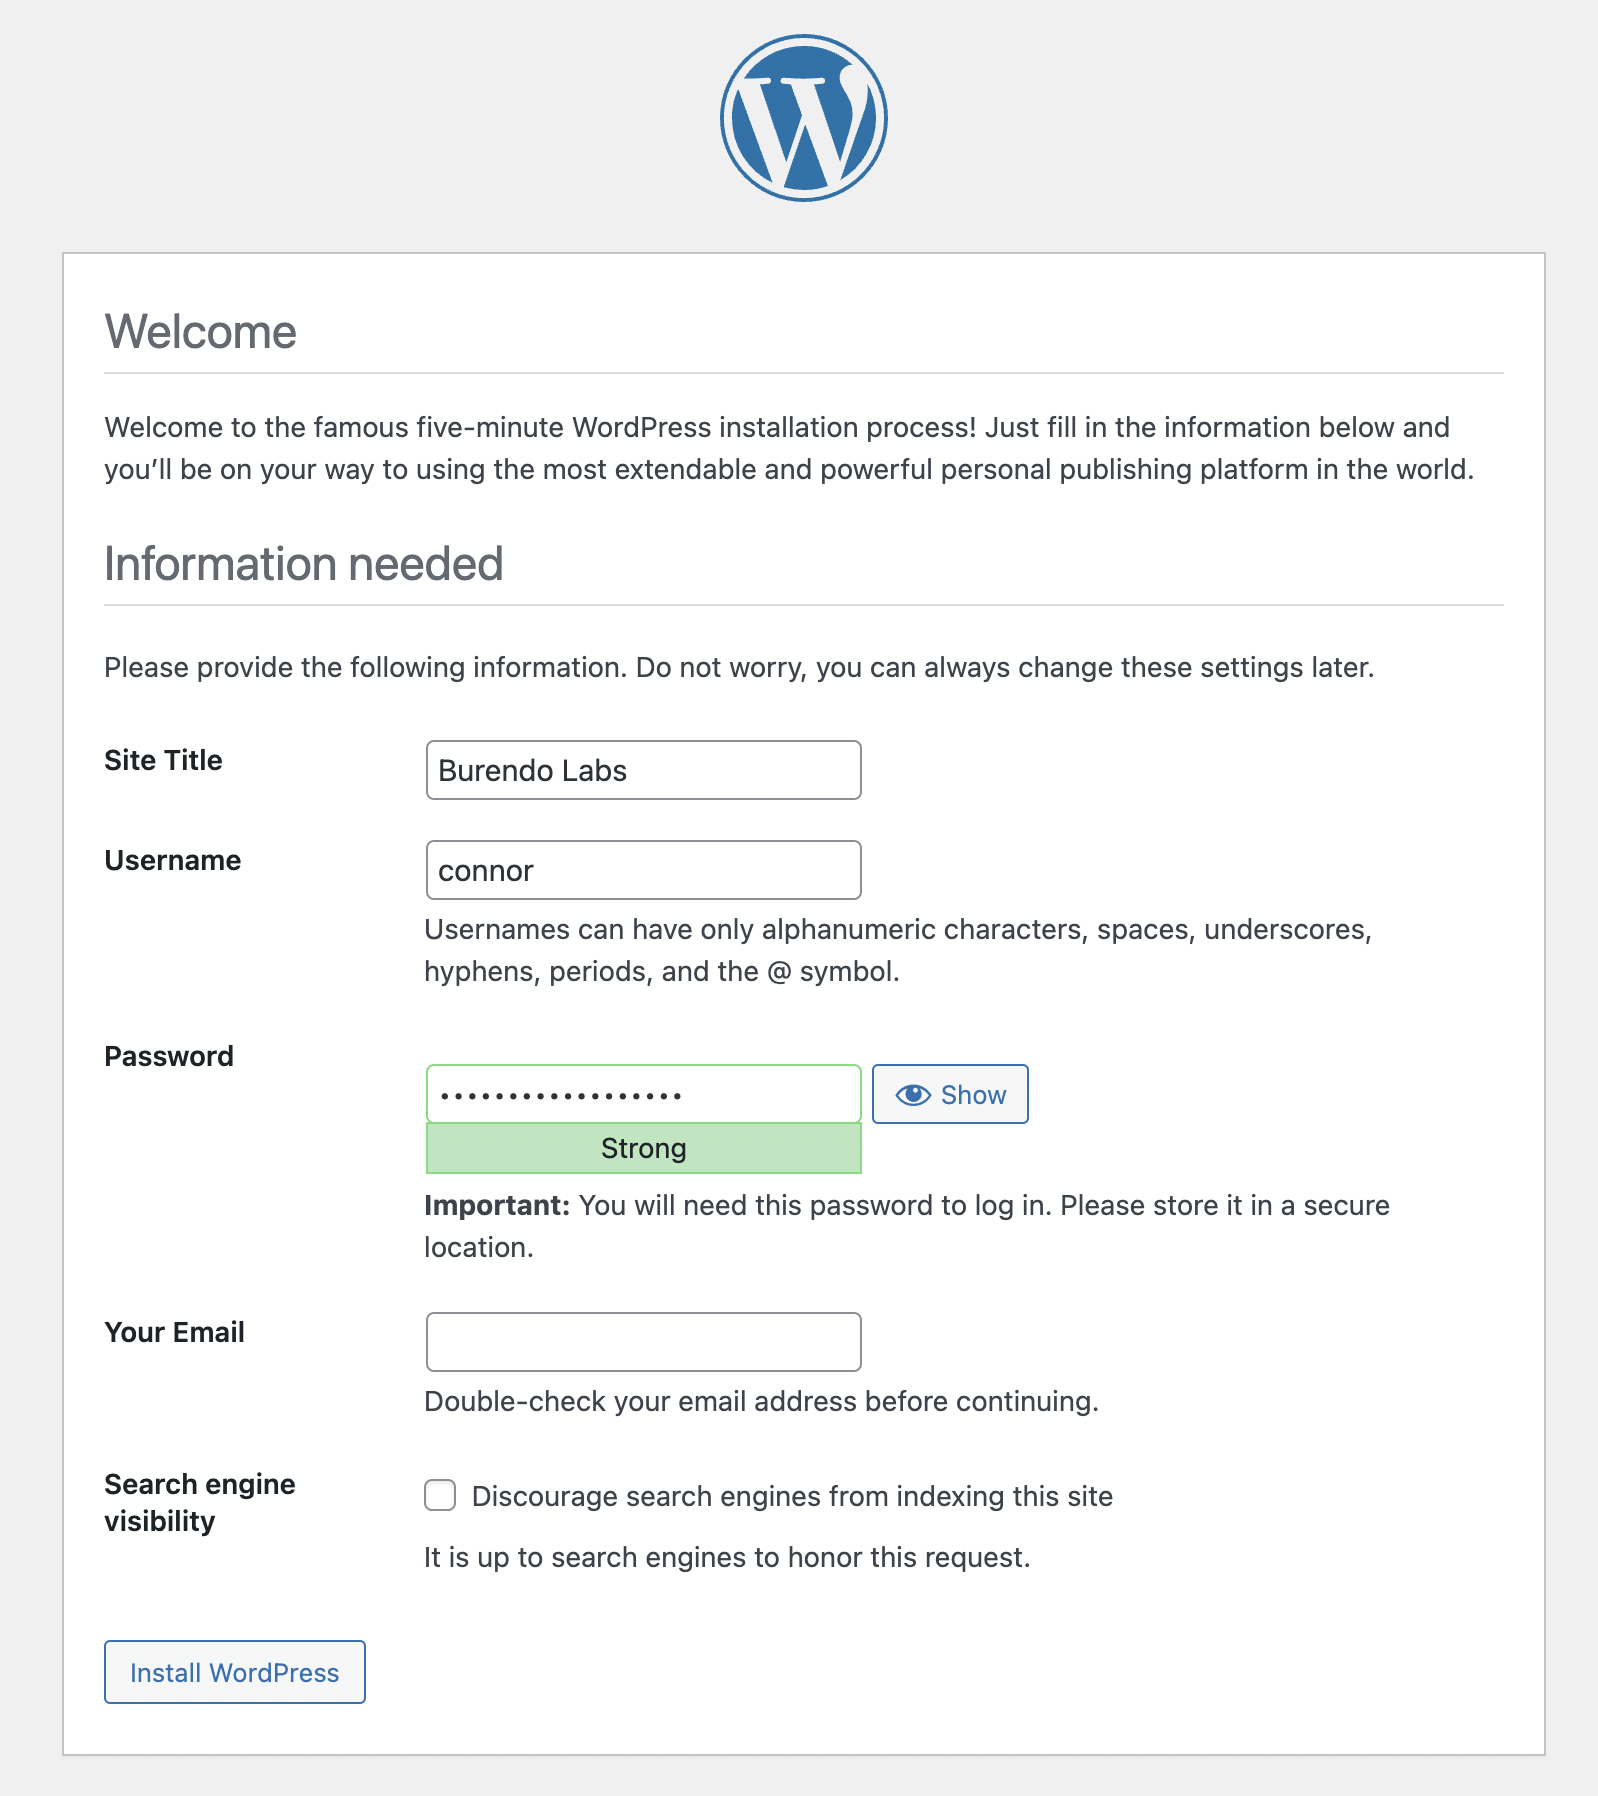 Welcome
Welcome to the famous five-minute WordPress installation process! Just fill in the information below and
you’ll be on your way to using the most extendable and powerful personal publishing platform in the world.
Information needed
Please provide the following information. Do not worry, you can always change these settings later.
Site Title
Burendo Labs
Username
connor
Usernames can have only alphanumeric characters, spaces, underscores,
hyphens, periods, and the @ symbol.
Password
••••••••••••••••••
Show
Strong
Important: You will need this password to log in. Please store it in a secure
location.
Your Email
Double-check your email address before continuing.
Search engine
visibility
Discourage search engines from indexing this site
It is up to search engines to honor this request.
Install WordPress